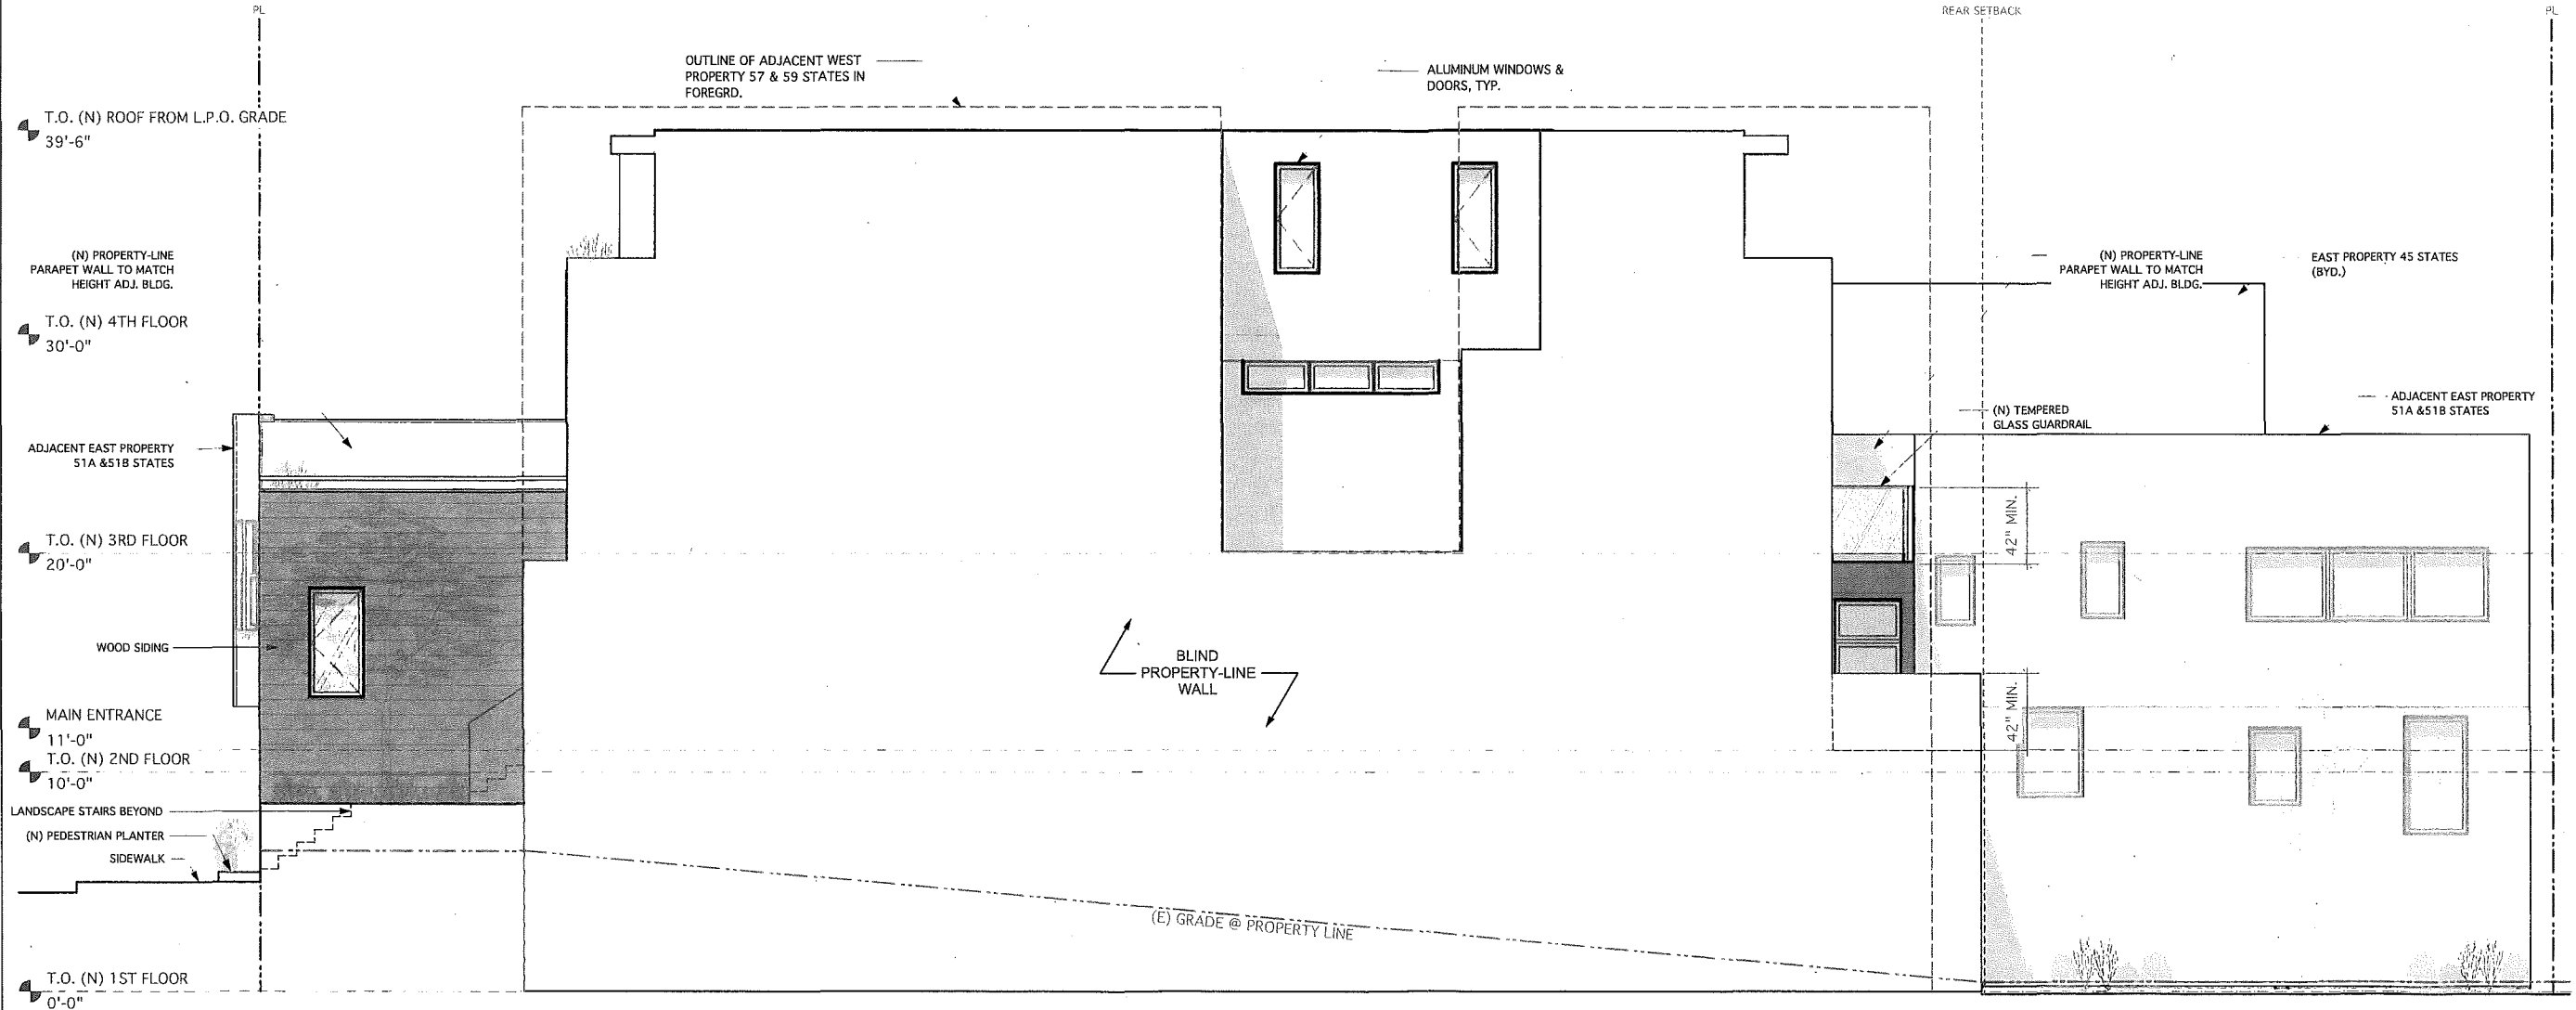 PL
REAR SETBACK
PL
OUTLINE OF ADJACENT WEST
PROPERTY 57 & 59 STATES IN
FOREGRD.
ALUMINUM WINDOWS &
DOORS, TYP.
T.O. (N) ROOF FROM L.P.O. GRADE
39'-6"
(N) PROPERTY-LINE
PARAPET WALL TO MATCH
HEIGHT ADJ. BLDG.
(N) PROPERTY-LINE
PARAPET WALL TO MATCH
HEIGHT ADJ. BLDG.
EAST PROPERTY 45 STATES
(BYD.)
T.O. (N) 4TH FLOOR
30'-0"
ADJACENT EAST PROPERTY
51A &51B STATES
(N) TEMPERED
GLASS GUARDRAIL
ADJACENT EAST PROPERTY
51A &51B STATES
42" MIN.
T.O. (N) 3RD FLOOR
20'-0"
WOOD SIDING
BLIND
PROPERTY-LINE
WALL
42" MIN.
MAIN ENTRANCE
11'-0"
T.O. (N) 2ND FLOOR
10'-0"
LANDSCAPE STAIRS BEYOND
(N) PEDESTRIAN PLANTER
SIDEWALK
(E) GRADE @ PROPERTY LINE
T.O. (N) 1ST FLOOR
0'-0"